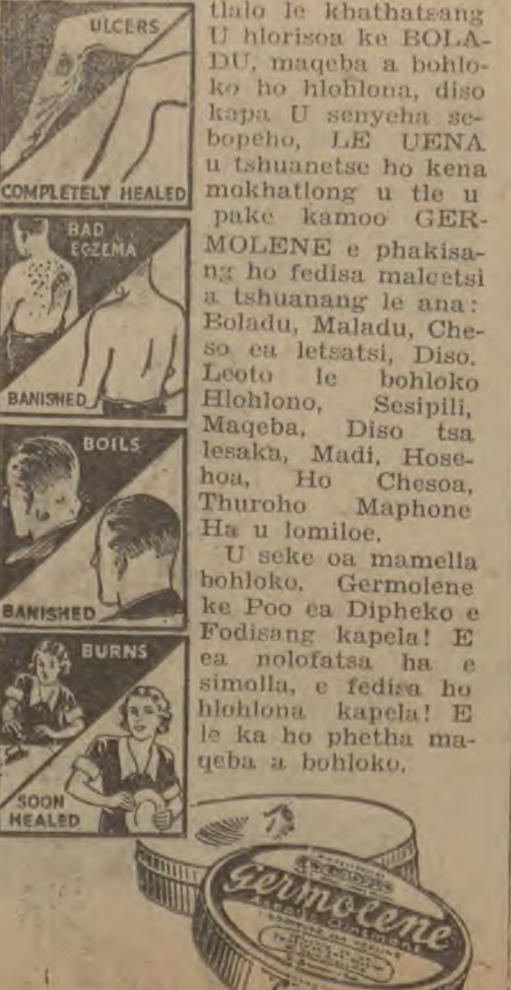 ULCERS
COMPLETELY HEALED
BAD
ECZEMA
BANISHED
BOILS
BANISHED
BURNS
SOON
HEALED
tlalo le khathatsang
U hlorisoa ke BOLA-
DU, maqeba a bohlo-
ko ho hlohlona, diso
kapa U senyeha se-
bopeho, LE UENA
u tshuanetse ho kena
mokhatlong u tle u
pake kamoo GER-
MOLENE e phakisa-
ng ho fedisa malcetsi
a tshuanang le ana:
Boladu, Maladu, Che-
so ea letsatsi, Diso.
Leoto le bohloko
Hlohlono, Sesipili,
Maqeba, Diso tsa
lesaka, Madi, Hose-
hoa, Ho Chesoa,
Thuroho Maphone
Ha u lomiloe.
U seke oa mamella
bohloko. Germolene
ke Poo ea Dipheko e
Fodisang kapela! E
ea nolofatsa ha e
simolla, e fedisa ho
hlohlona kapela! E
le ka ho phetha ma-
qeba a bohloko.
Germolene
Ointment